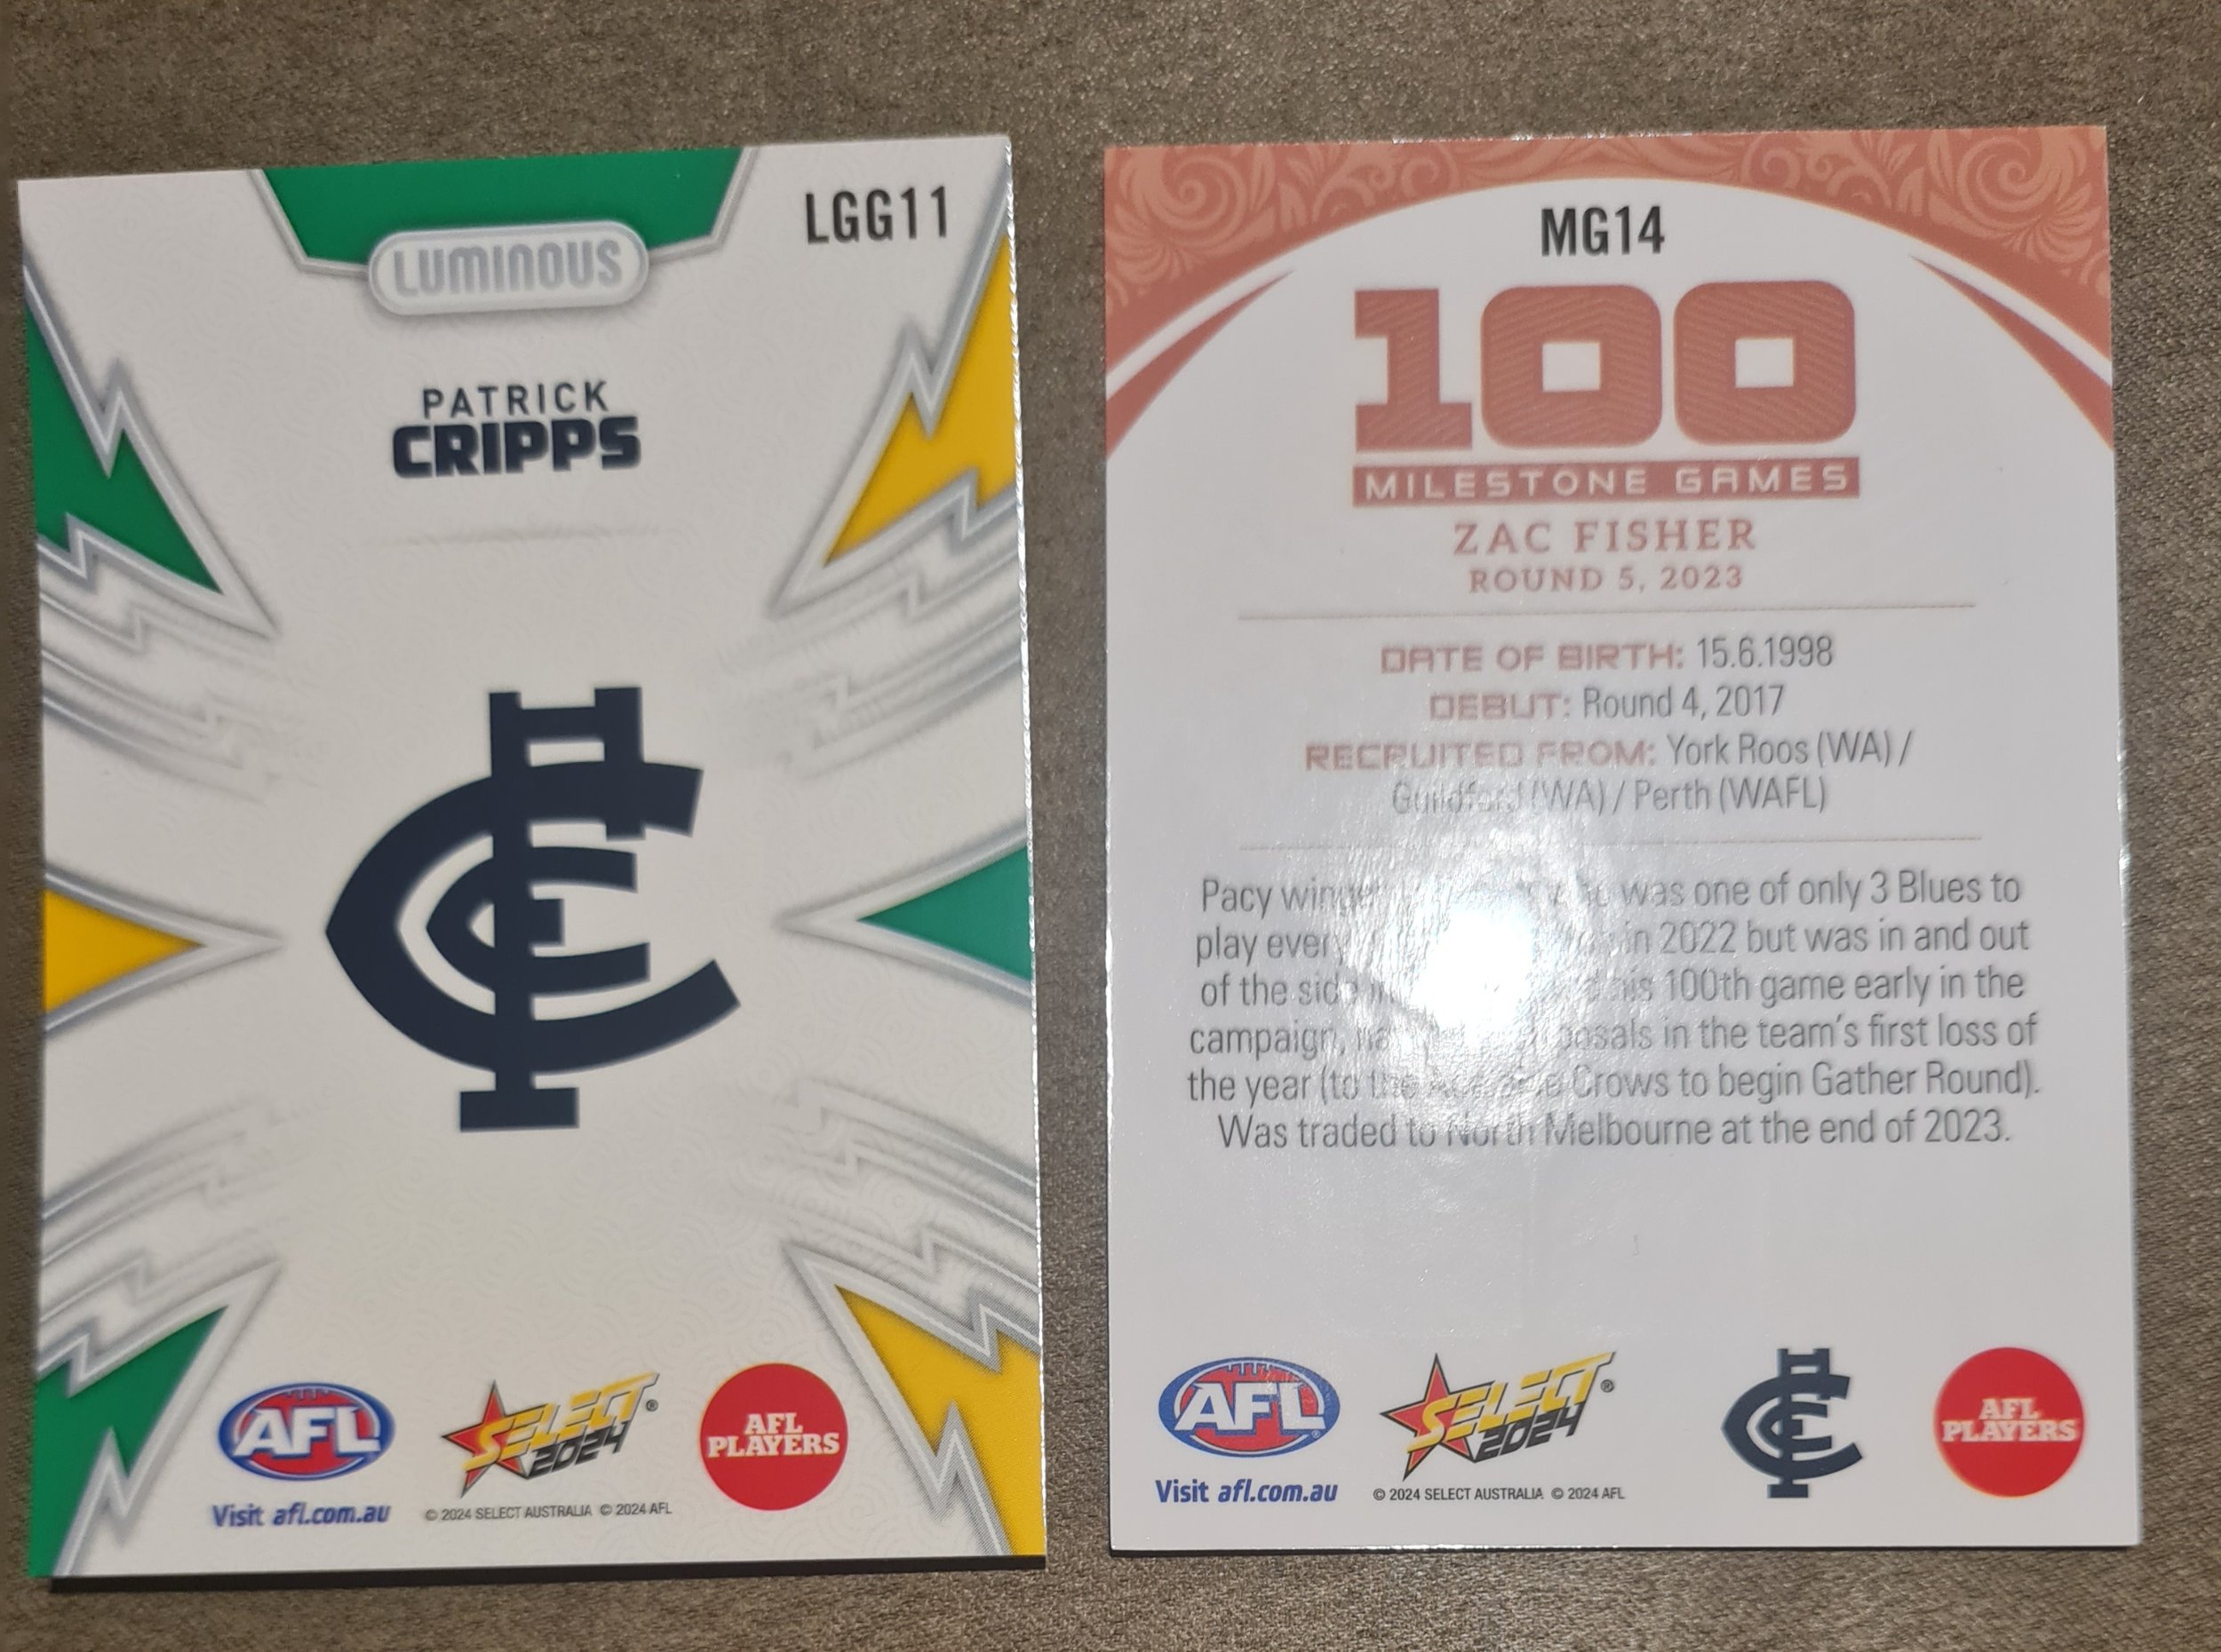 LUMINOUS
LGG11
PATRICK
CRIPPS
AFL
SELECT®
2024
AFL
PLAYERS
Visit afl.com.au
© 2024 SELECT AUSTRALIA © 2024 AFL
MG14
100
MILESTONE GAMES
ZAC FISHER
ROUND 5, 2023
DATE OF BIRTH: 15.6.1998
DEBUT: Round 4, 2017
RECRUITED FROM: York Roos (WA) /
Guildford (WA) / Perth (WAFL)
Pacy was one of only 3 Blues to
play in 2022 but was in and out
of the side his 100th game early in the
campaign, in the team's first loss of
the year (to the Crows to begin Gather Round).
Was traded to North Melbourne at the end of 2023.
AFL®
SELECT®
2024
AFL
PLAYERS
Visit afl.com.au
© 2024 SELECT AUSTRALIA © 2024 AFL